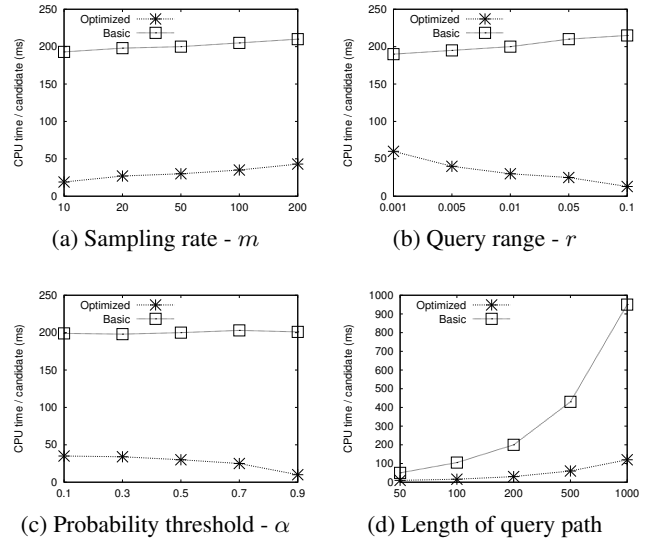 Optimized
Basic
CPU time / candidate (ms)
250
200
150
100
50
0
10 20 50 100 200
(a) Sampling rate - m
Optimized
Basic
CPU time / candidate (ms)
250
200
150
100
50
0
0.001 0.005 0.01 0.05 0.1
(b) Query range - r
Optimized
Basic
CPU time / candidate (ms)
250
200
150
100
50
0
0.1 0.3 0.5 0.7 0.9
(c) Probability threshold - α
Optimized
Basic
CPU time / candidate (ms)
1000
900
800
700
600
500
400
300
200
100
0
50 100 200 500 1000
(d) Length of query path